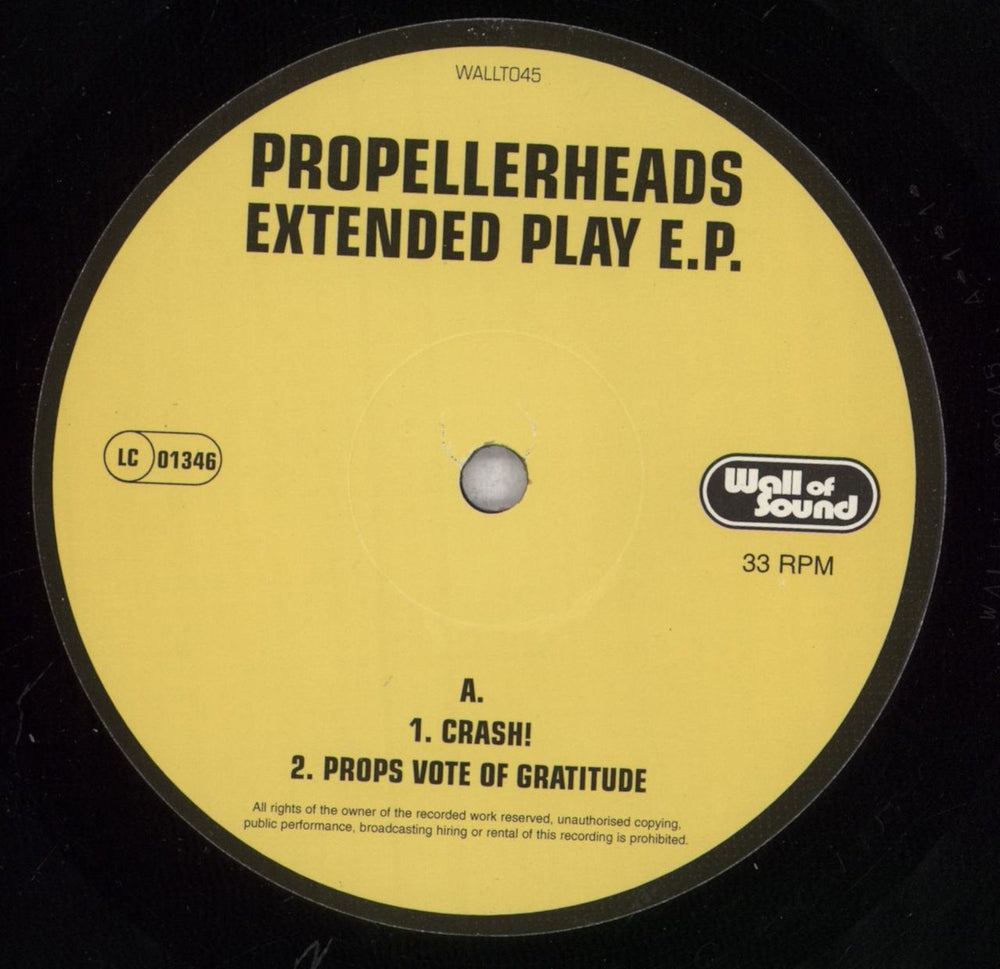 WALLT045
PROPELLERHEADS
EXTENDED PLAY E.P.
LC 01346
Wall of
Sound
33 RPM
A.
1. CRASH!
2. PROPS VOTE OF GRATITUDE
All rights of the owner of the recorded work reserved, unauthorised copying,
public performance, broadcasting hiring or rental of this recording is prohibited.